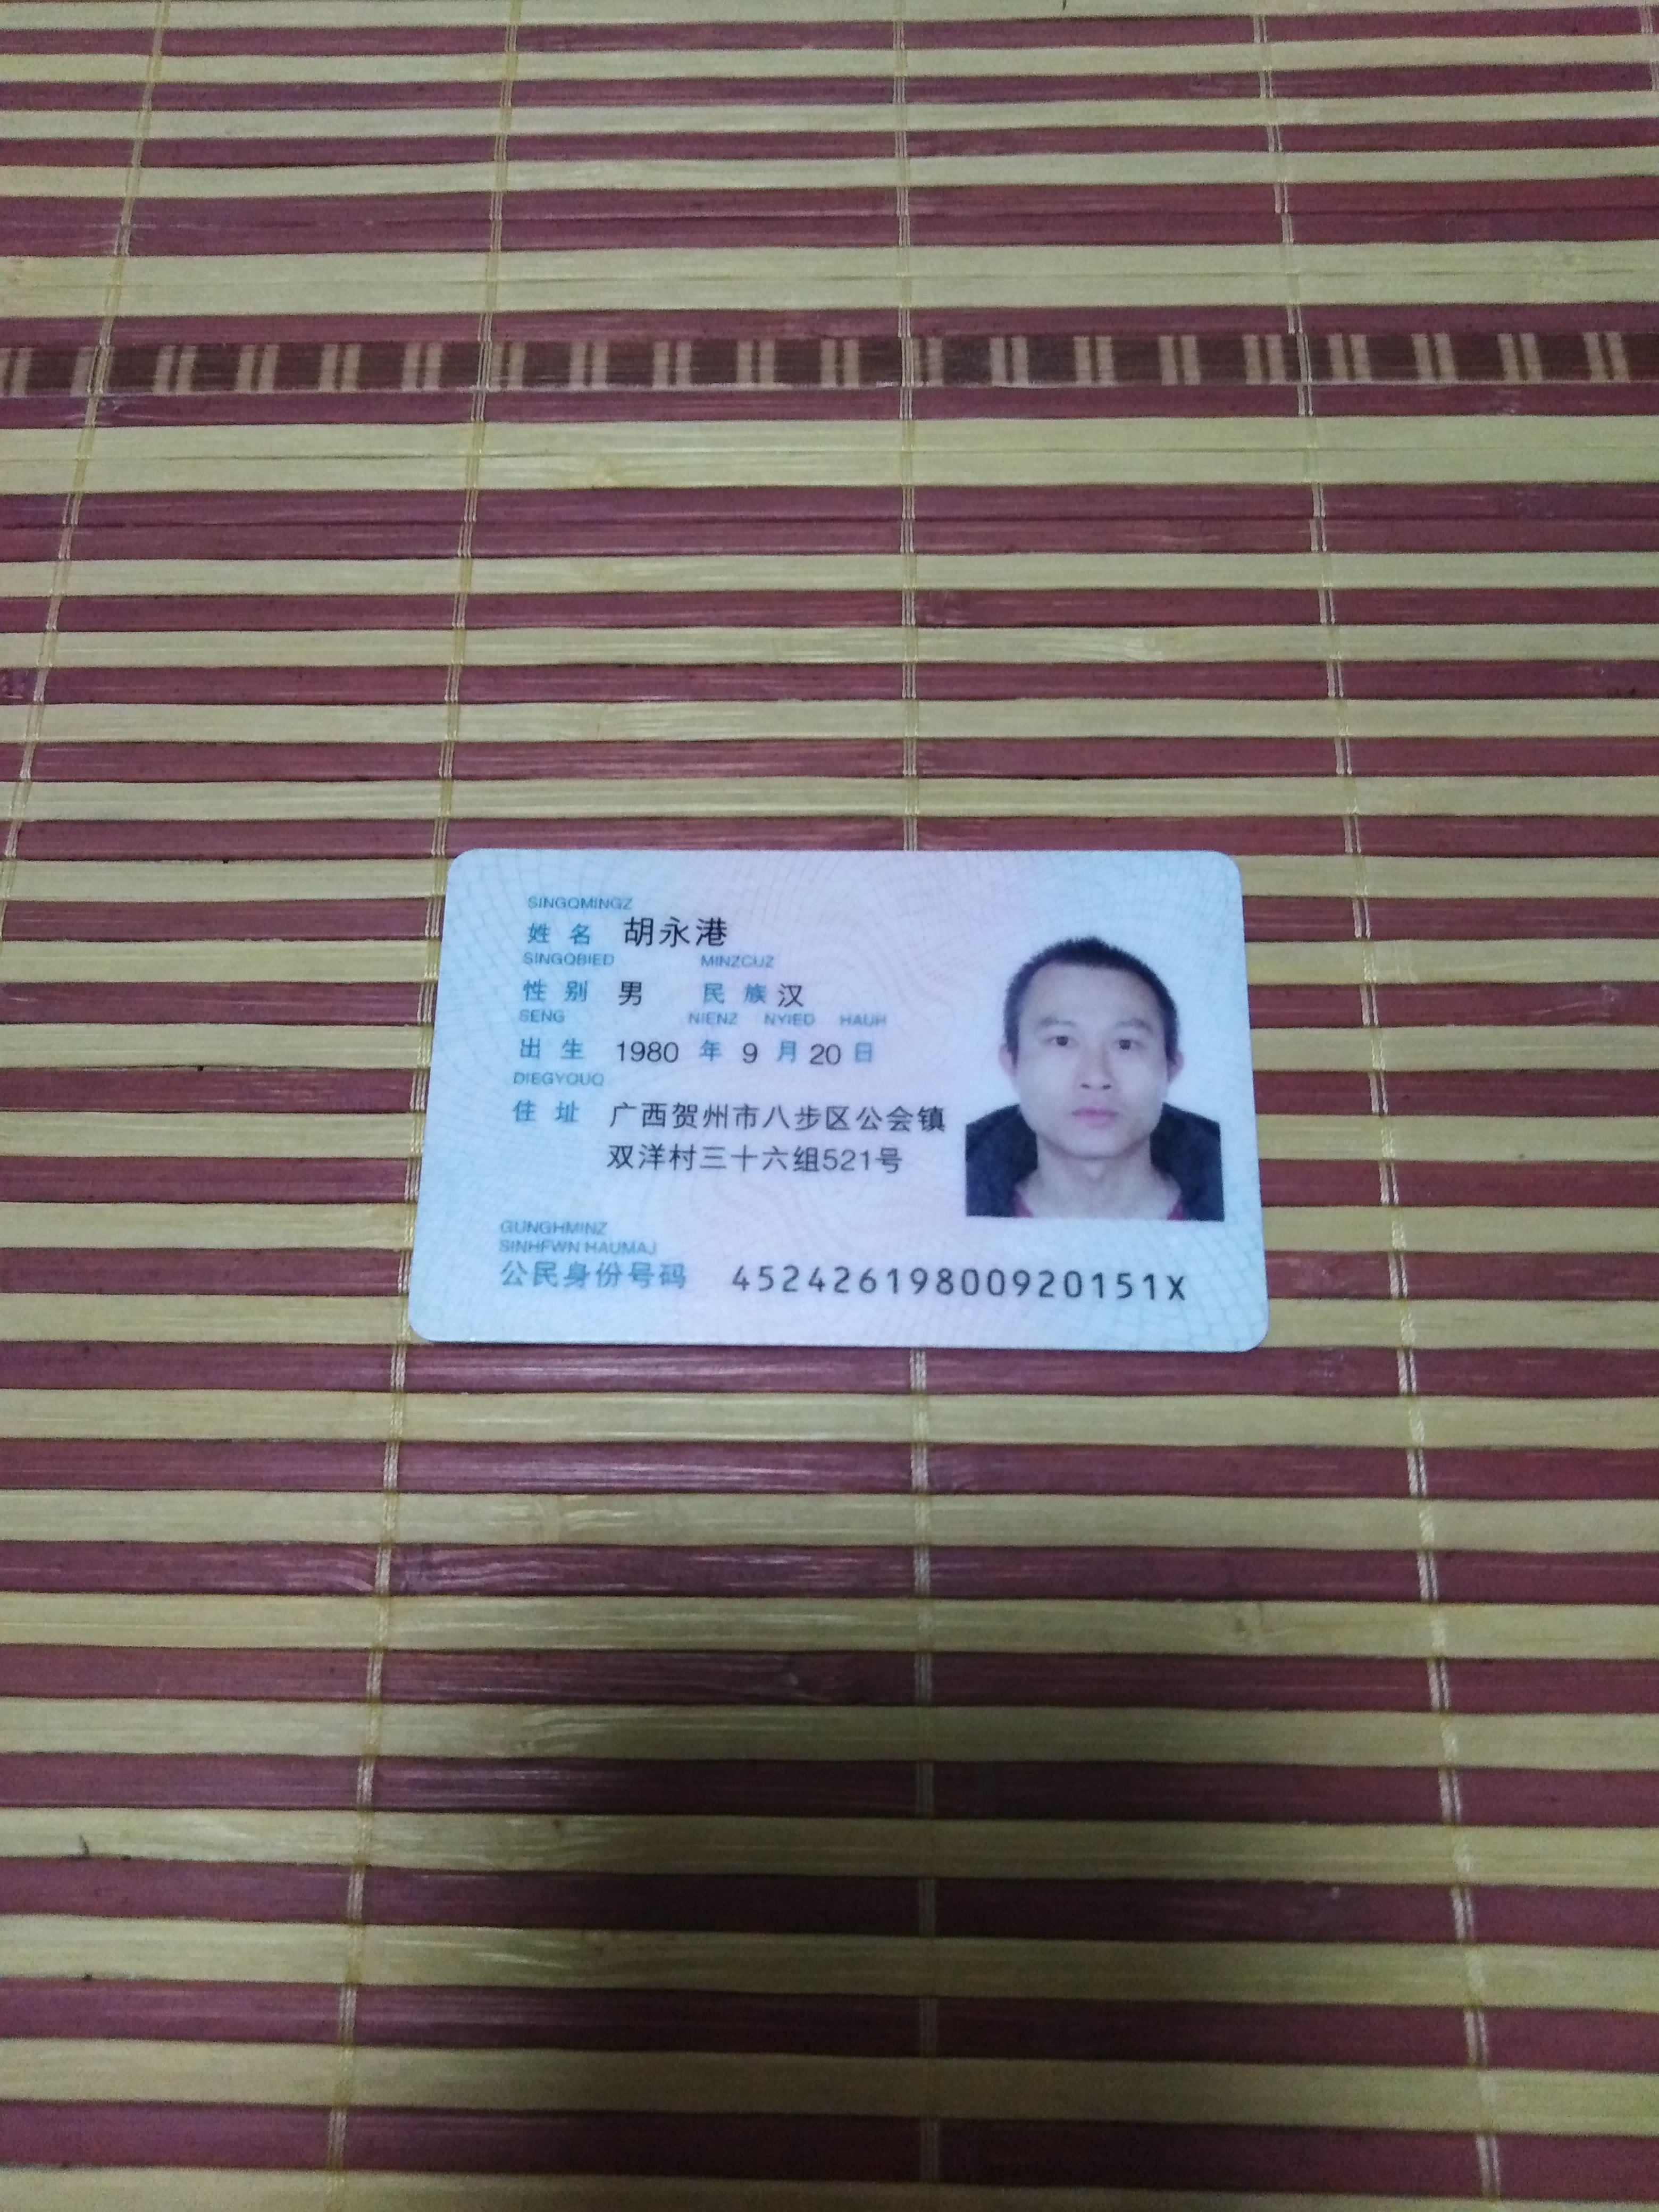 SINGQMINGZ
姓 名 胡永港
SINGQBIED MINZCUZ
性 别 男 民 族 汉
SENG NIENZ NYIED HAUH
出 生 1980 年 9 月 20 日
DIEGYOUQ
住 址 广西贺州市八步区公会镇
双洋村三十六组521号
GUNGHMINZ
SINHFWN HAUMAJ
公民身份号码 45242619800920151X